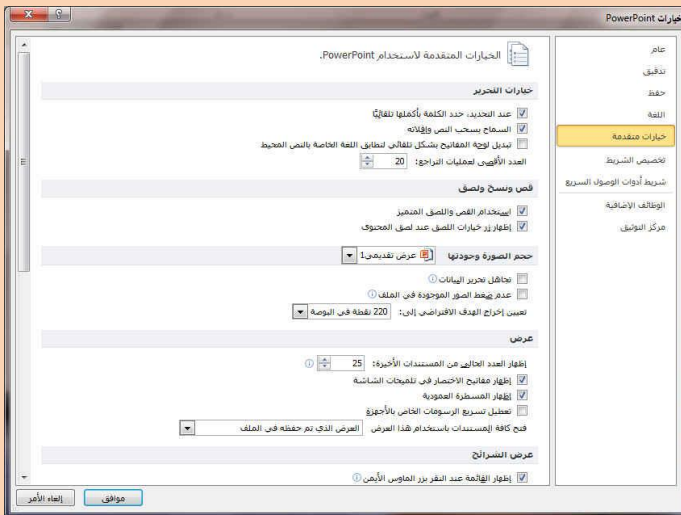 خيارات PowerPoint
عام
تدقيق
حفظ
اللغة
خيارات متقدمة
تخصيص الشريط
شريط أدوات الوصول السريع
الوظائف الإضافية
مركز التوثيق
الخيارات المتقدمة لاستخدام PowerPoint.
خيارات التحرير
عند التحديد، حدد الكلمة بأكملها تلقائيًا
السماح بسحب النص وإفلاته
تبديل لوحة المفاتيح بشكل تلقائي لتطابق اللغة الخاصة بالنص المحيط
العدد الأقصى لعمليات التراجع: 20
قص ونسخ ولصق
استخدام القص واللصق المتميز
إظهار زر خيارات اللصق عند لصق المحتوى
حجم الصورة وجودتها عرض تقديمي1
تجاهل تحرير البيانات
عدم ضغط الصور الموجودة في الملف
تعيين إخراج الهدف الافتراضي إلى: 220 نقطة في البوصة
عرض
إظهار العدد الحالي من المستندات الأخيرة: 25
إظهار مفاتيح الاختصار في تلميحات الشاشة
إظهار المسطرة العمودية
تعطيل تسريع الرسومات الخاص بالأجهزة
فتح كافة المستندات باستخدام هذا العرض العرض الذي تم حفظه في الملف
عرض الشرائح
إظهار القائمة عند النقر بزر الماوس الأيمن
موافق
إلغاء الأمر